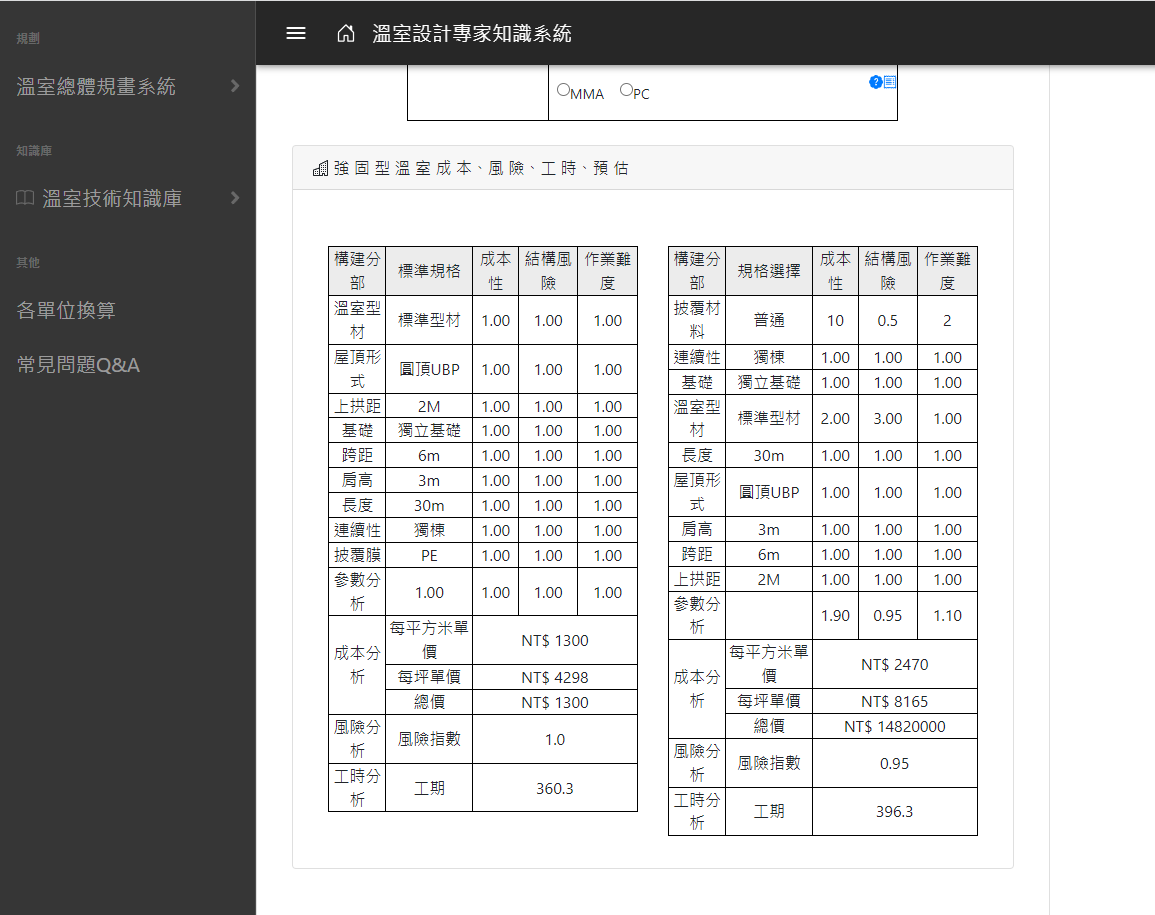 規劃
溫室總體規畫系統
知識庫
溫室技術知識庫
其他
各單位換算
常見問題Q&A
溫室設計專家知識系統
MMA PC
強固型溫室成本、風險、工時、預估
構建分部 標準規格 成本性 結構風險 作業難度
溫室型材 標準型材 1.00 1.00 1.00
屋頂形式 圓頂UBP 1.00 1.00 1.00
上拱距 2M 1.00 1.00 1.00
基礎 獨立基礎 1.00 1.00 1.00
跨距 6m 1.00 1.00 1.00
肩高 3m 1.00 1.00 1.00
長度 30m 1.00 1.00 1.00
連續性 獨棟 1.00 1.00 1.00
披覆膜 PE 1.00 1.00 1.00
參數分析 1.00 1.00 1.00 1.00
成本分析 每平方米單價 NT$ 1300
每坪單價 NT$ 4298
總價 NT$ 1300
風險分析 風險指數 1.0
工時分析 工期 360.3
構建分部 規格選擇 成本性 結構風險 作業難度
披覆材料 普通 10 0.5 2
連續性 獨棟 1.00 1.00 1.00
基礎 獨立基礎 1.00 1.00 1.00
溫室型材 標準型材 2.00 3.00 1.00
長度 30m 1.00 1.00 1.00
屋頂形式 圓頂UBP 1.00 1.00 1.00
肩高 3m 1.00 1.00 1.00
跨距 6m 1.00 1.00 1.00
上拱距 2M 1.00 1.00 1.00
參數分析 1.90 0.95 1.10
成本分析 每平方米單價 NT$ 2470
每坪單價 NT$ 8165
總價 NT$ 14820000
風險分析 風險指數 0.95
工時分析 工期 396.3